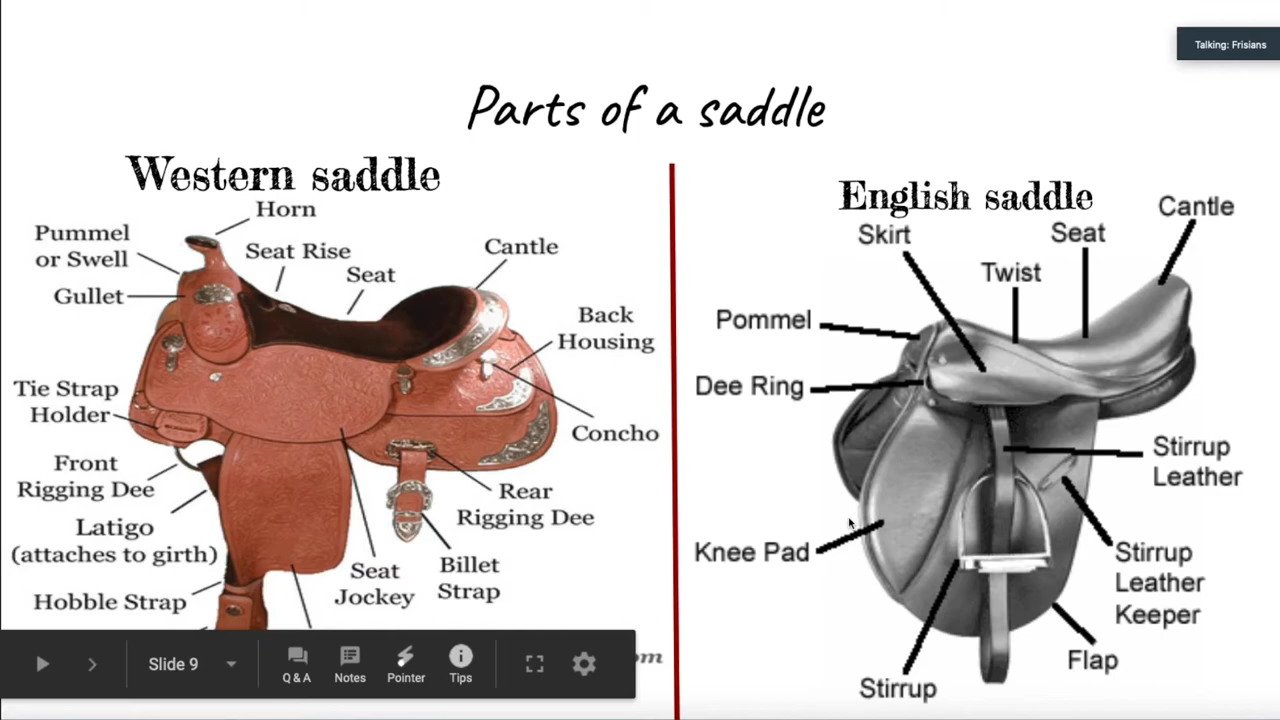 Talking: Frisians
Parts of a saddle
Western saddle
Horn
Pummel
or Swell
Seat Rise
Seat
Cantle
Gullet
Back
Housing
Tie Strap
Holder
Concho
Front
Rigging Dee
Rear
Rigging Dee
Latigo
(attaches to girth)
Seat
Jockey
Billet
Strap
Hobble Strap
English saddle
Cantle
Skirt
Seat
Twist
Pommel
Dee Ring
Stirrup
Leather
Knee Pad
Stirrup
Leather
Keeper
Flap
Stirrup
Slide 9
Q & A
Notes
Pointer
Tips
om